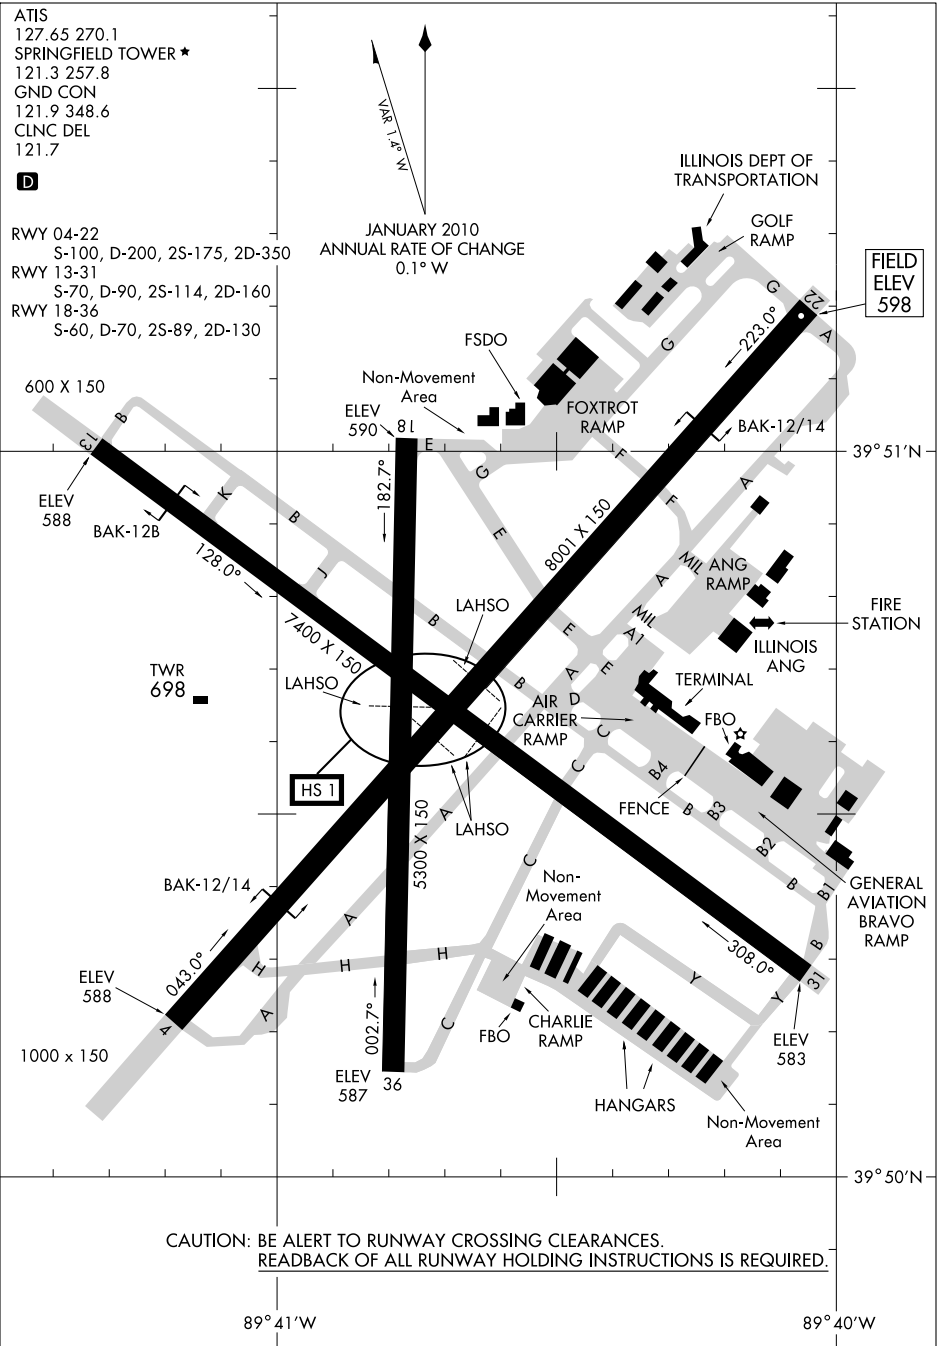 ATIS
127.65 270.1
SPRINGFIELD TOWER ★
121.3 257.8
GND CON
121.9 348.6
CLNC DEL
121.7
D
RWY 04-22
S-100, D-200, 2S-175, 2D-350
RWY 13-31
S-70, D-90, 2S-114, 2D-160
RWY 18-36
S-60, D-70, 2S-89, 2D-130
VAR 1.4° W
JANUARY 2010
ANNUAL RATE OF CHANGE
0.1° W
ILLINOIS DEPT OF
TRANSPORTATION
GOLF
RAMP
FIELD
ELEV
598
G
22
A
223.0°
G
FSDO
Non-Movement
Area
FOXTROT
RAMP
BAK-12/14
39°51'N
600 X 150
B
13
ELEV
590
18
E
G
F
F
A
E
182.7°
ELEV
588
BAK-12B
K
B
J
128.0°
7400 X 150
8001 X 150
MIL
ANG
RAMP
A
MIL
A1
FIRE
STATION
ILLINOIS
ANG
LAHSO
B
E
E
A
D
B
TWR
698
LAHSO
AIR
CARRIER
RAMP
TERMINAL
FBO
C
C
B4
FENCE
B
B3
B2
B
B1
HS 1
LAHSO
A
5300 X 150
C
BAK-12/14
Non-
Movement
Area
GENERAL
AVIATION
BRAVO
RAMP
A
H
H
H
B
308.0°
31
Y
Y
043.0°
ELEV
588
4
A
002.7°
C
FBO
CHARLIE
RAMP
ELEV
583
1000 x 150
ELEV
587
36
HANGARS
Non-Movement
Area
39°50'N
CAUTION: BE ALERT TO RUNWAY CROSSING CLEARANCES.
READBACK OF ALL RUNWAY HOLDING INSTRUCTIONS IS REQUIRED.
89°41'W
89°40'W